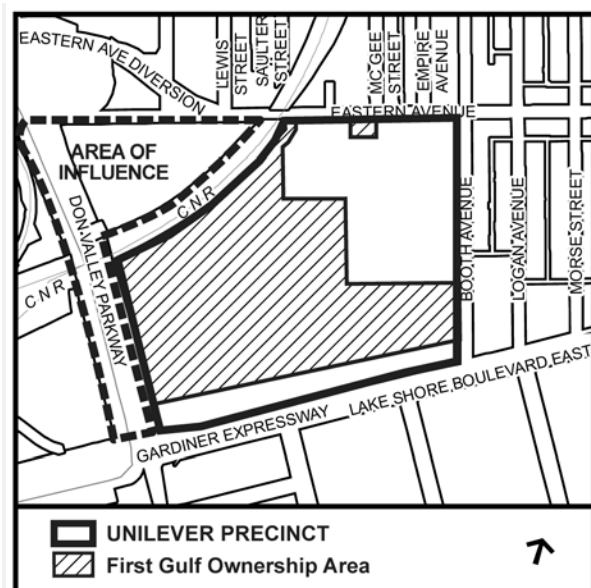 EASTERN AVE DIVERSION
LEWIS
STREET
SAULTER
STREET
MC GEE
STREET
EMPIRE
AVENUE
EASTERN AVENUE
AREA OF
INFLUENCE
CNR
DON VALLEY PARKWAY
CNR
BOOTH AVENUE
LOGAN AVENUE
MORSE STREET
GARDINER EXPRESSWAY
LAKE SHORE BOULEVARD EAST
UNILEVER PRECINCT
First Gulf Ownership Area